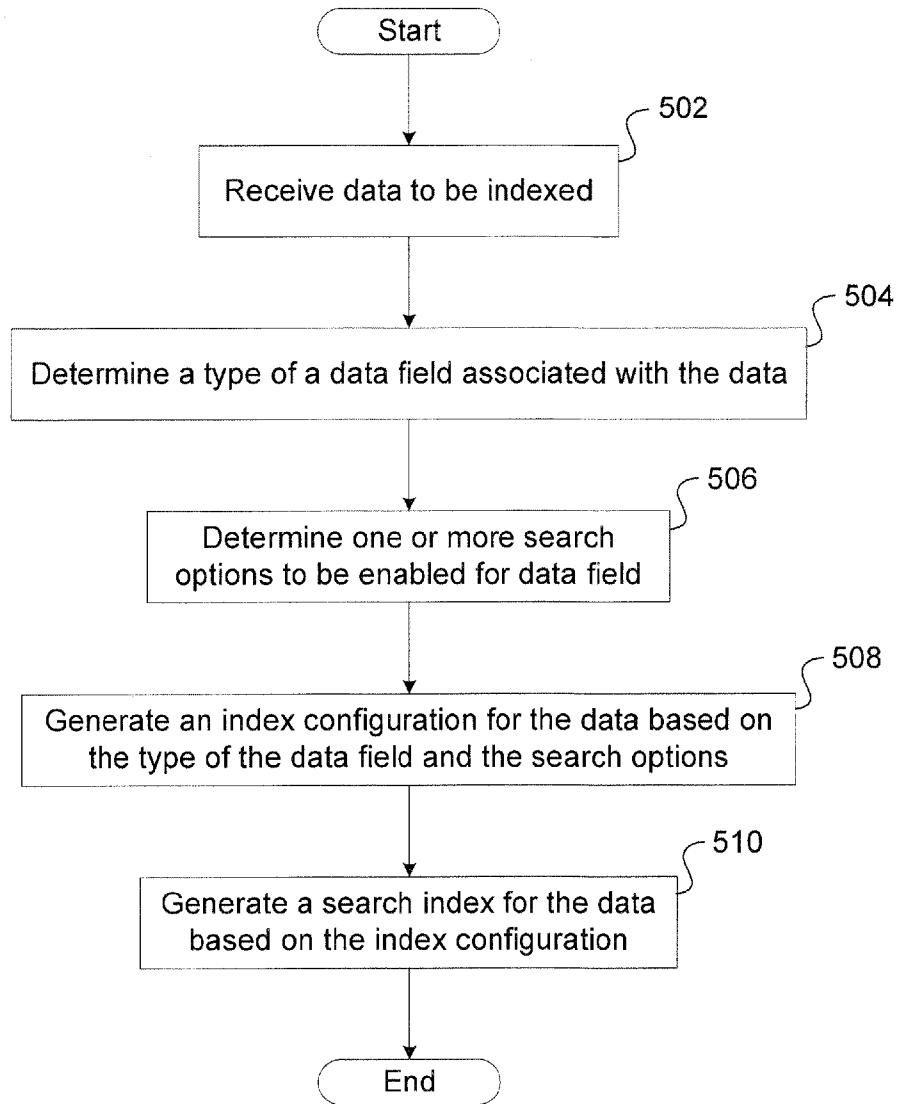 Start
502
Receive data to be indexed
504
Determine a type of a data field associated with the data
506
Determine one or more search
options to be enabled for data field
508
Generate an index configuration for the data based on
the type of the data field and the search options
510
Generate a search index for the data
based on the index configuration
End